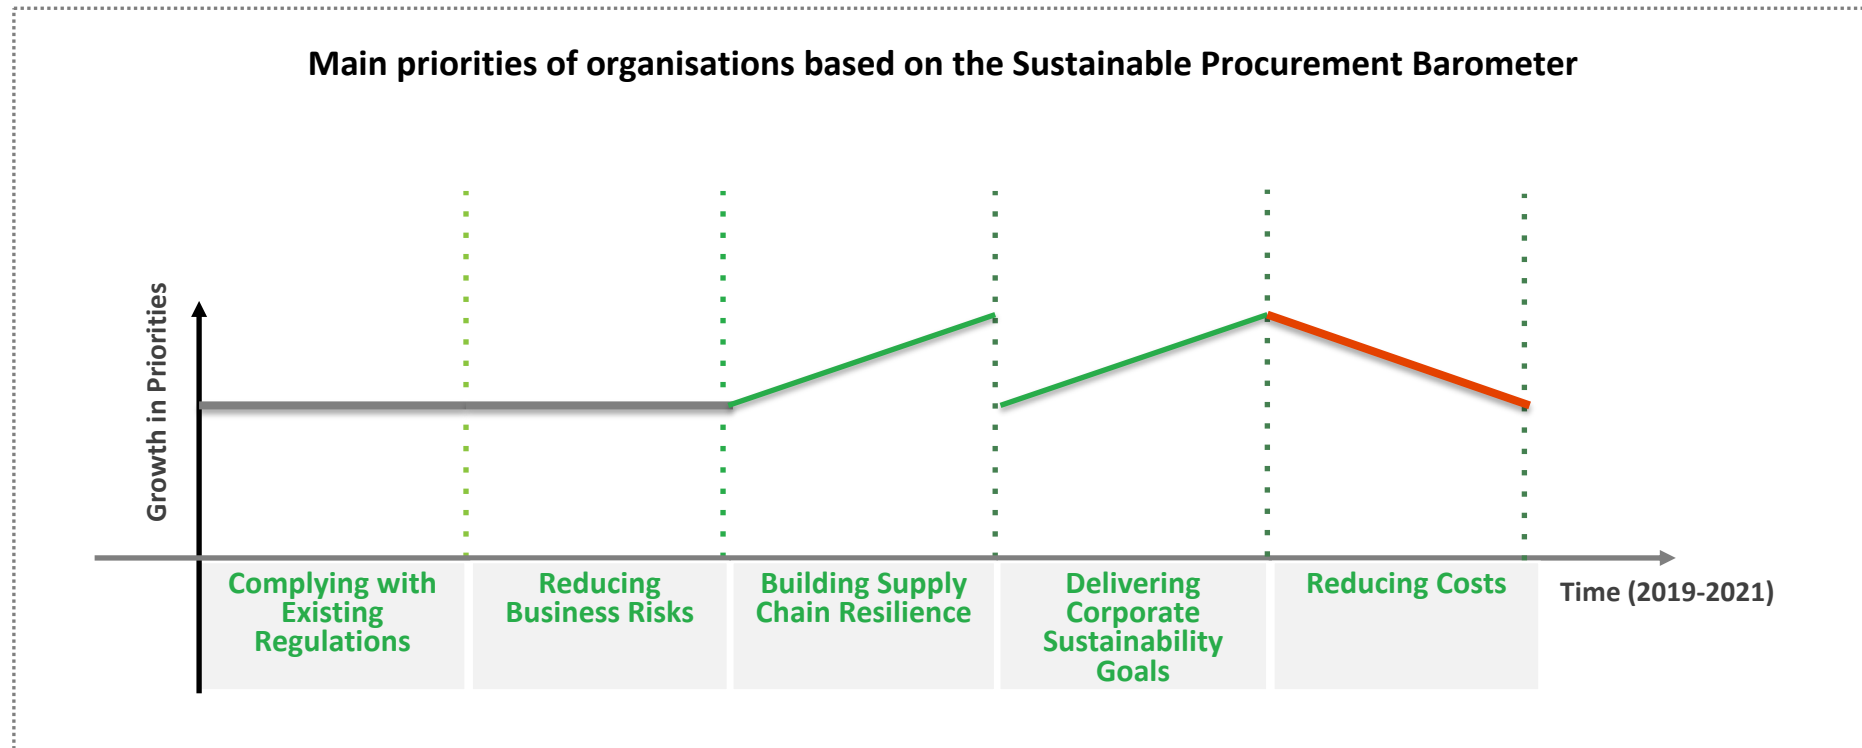 Main priorities of organisations based on the Sustainable Procurement Barometer
Growth in Priorities
Complying with
Existing
Regulations
Reducing
Business Risks
Building Supply
Chain Resilience
Delivering
Corporate
Sustainability
Goals
Reducing Costs
Time (2019-2021)